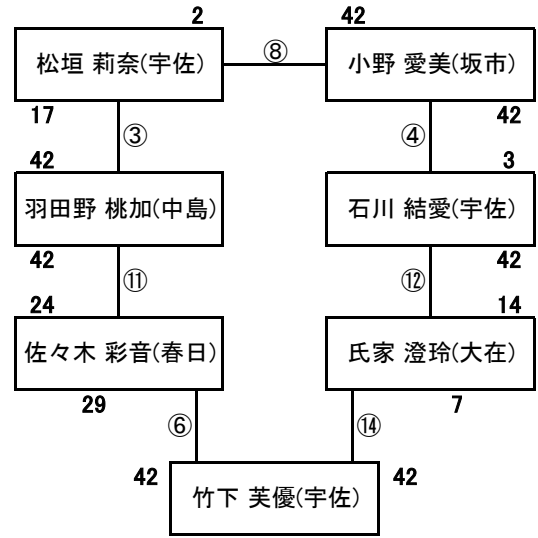 2 42
松垣 莉奈(宇佐) ⑧ 小野 愛美(坂市)
17 ③ ④ 42
42 3
羽田野 桃加(中島) 石川 結愛(宇佐)
42 ⑪ ⑫ 42
24 14
佐々木 彩音(春日) 氏家 澄玲(大在)
29 7
⑥ ⑭
42 42
竹下 芙優(宇佐)